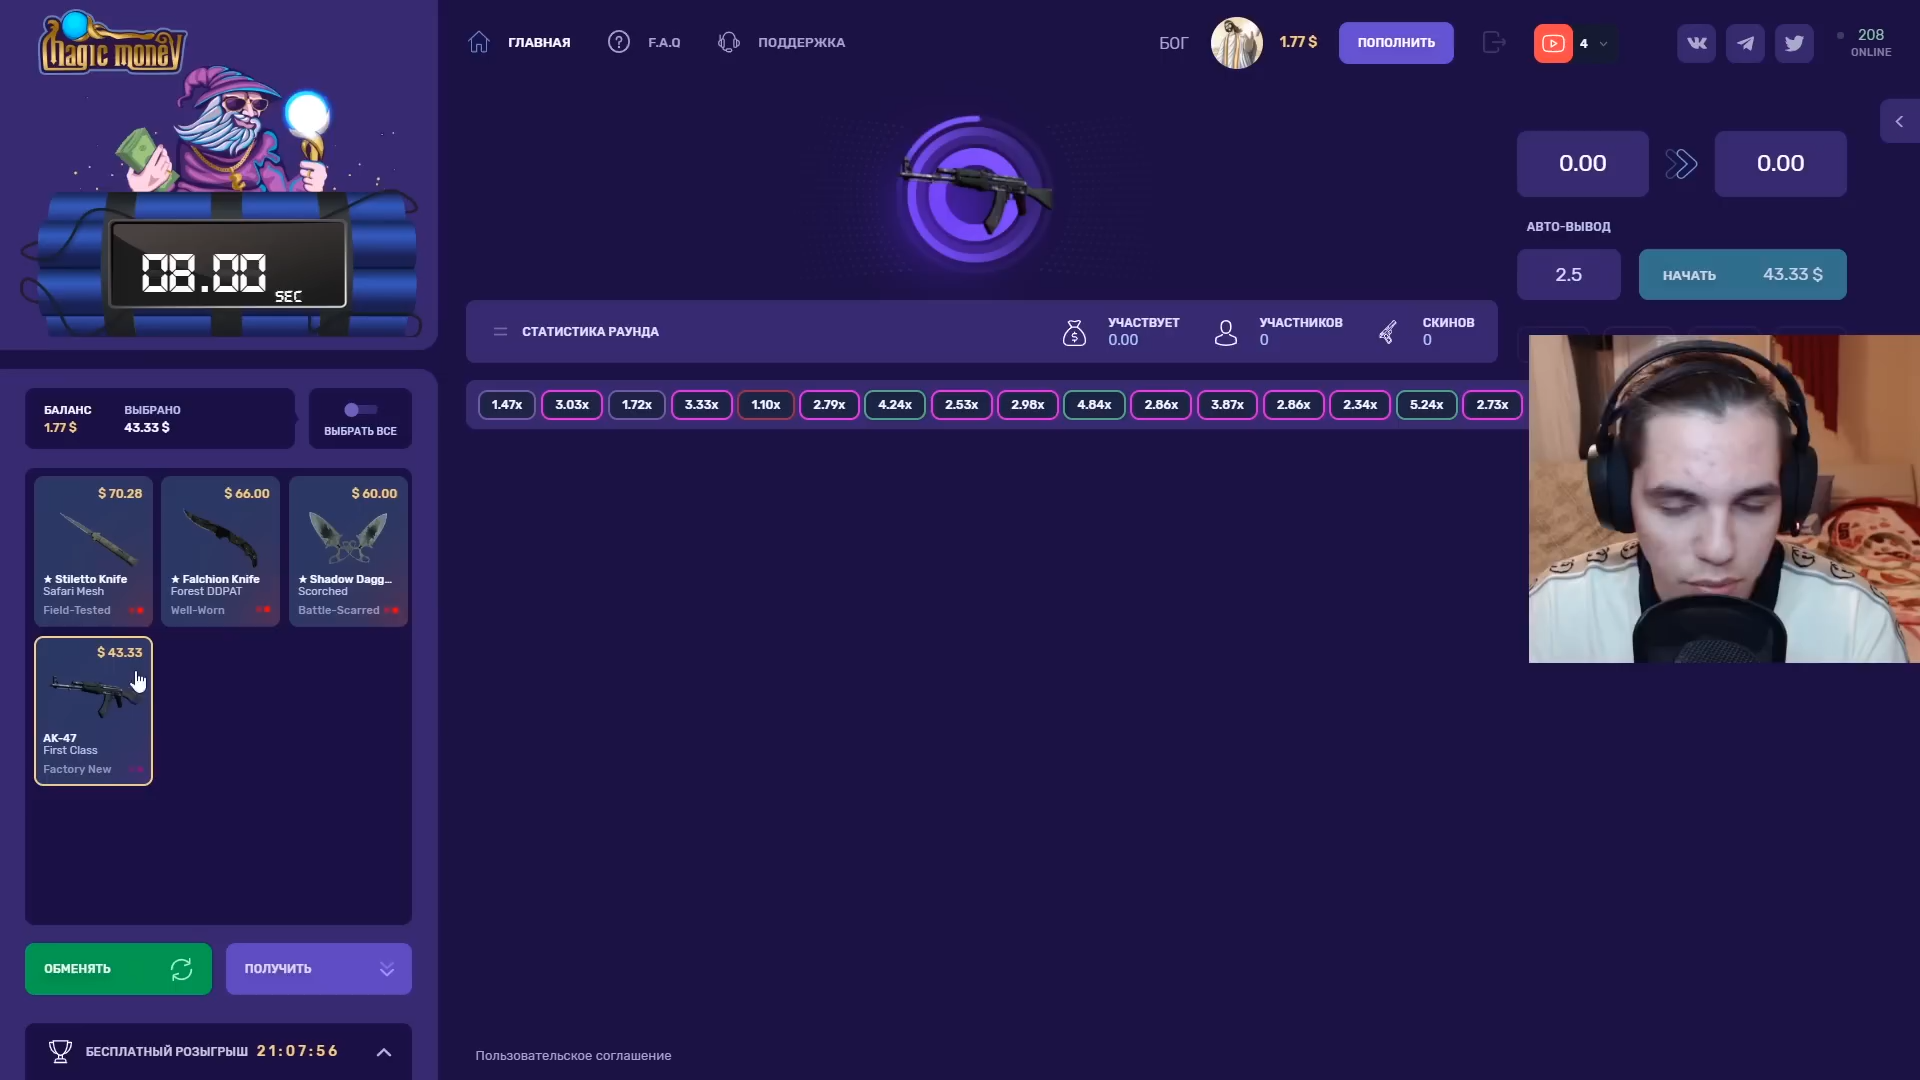 Magic money
ГЛАВНАЯ
F.A.Q
ПОДДЕРЖКА
БОГ
1.77 $
ПОПОЛНИТЬ
4
208
ONLINE
08.00 SEC
0.00
0.00
АВТО-ВЫВОД
2.5
НАЧАТЬ 43.33 $
СТАТИСТИКА РАУНДА
УЧАСТВУЕТ
0.00
УЧАСТНИКОВ
0
СКИНОВ
0
1.47x 3.03x 1.72x 3.33x 1.10x 2.79x 4.24x 2.53x 2.98x 4.84x 2.86x 3.87x 2.86x 2.34x 5.24x 2.73x
БАЛАНС
1.77 $
ВЫБРАНО
43.33 $
ВЫБРАТЬ ВСЕ
$ 70.28
★ Stiletto Knife
Safari Mesh
Field-Tested
$ 66.00
★ Falchion Knife
Forest DDPAT
Well-Worn
$ 60.00
★ Shadow Dagg...
Scorched
Battle-Scarred
$ 43.33
AK-47
First Class
Factory New
ОБМЕНЯТЬ
ПОЛУЧИТЬ
БЕСПЛАТНЫЙ РОЗЫГРЫШ 21:07:56
Пользовательское соглашение